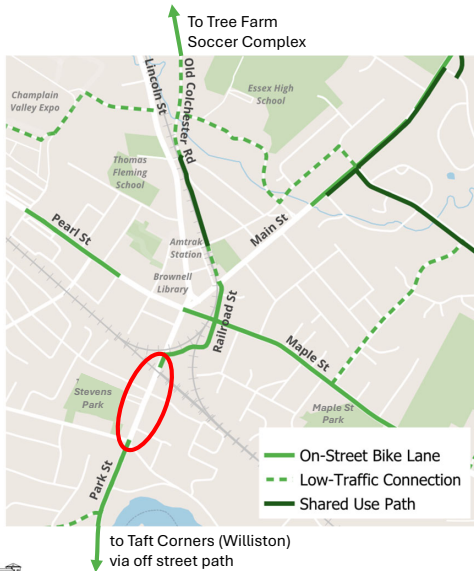 To Tree Farm
Soccer Complex
Champlain
Valley Expo
Lincoln St
Old Colchester Rd
Essex High
School
Thomas
Fleming
School
Pearl St
Amtrak
Station
Main St
Brownell
Library
Railroad St
Maple St
Stevens
Park
Maple St
Park
Park St
On-Street Bike Lane
Low-Traffic Connection
Shared Use Path
to Taft Corners (Williston)
via off street path